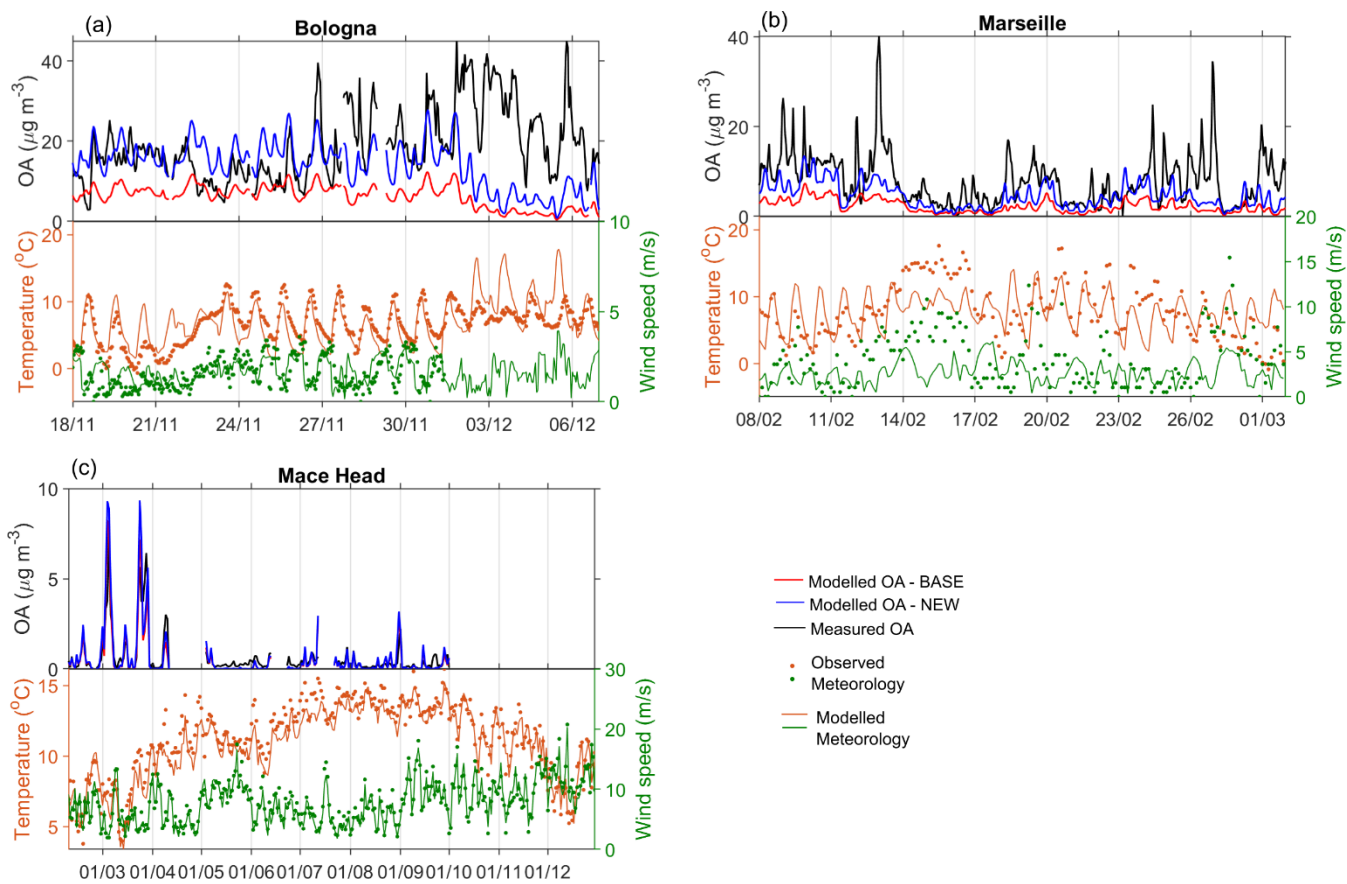 (a)
Bologna
40
20
0
OA (μg m-3)
20
10
0
Temperature (oC)
10
5
0
Wind speed (m/s)
18/11 21/11 24/11 27/11 30/11 03/12 06/12
(b)
Marseille
40
20
0
OA (μg m-3)
20
10
0
Temperature (oC)
20
15
10
5
0
Wind speed (m/s)
08/02 11/02 14/02 17/02 20/02 23/02 26/02 01/03
(c)
Mace Head
10
5
0
OA (μg m-3)
15
10
5
Temperature (oC)
30
20
10
0
Wind speed (m/s)
01/03 01/04 01/05 01/06 01/07 01/08 01/09 01/10 01/11 01/12
Modelled OA - BASE
Modelled OA - NEW
Measured OA
Observed
Meteorology
Modelled
Meteorology